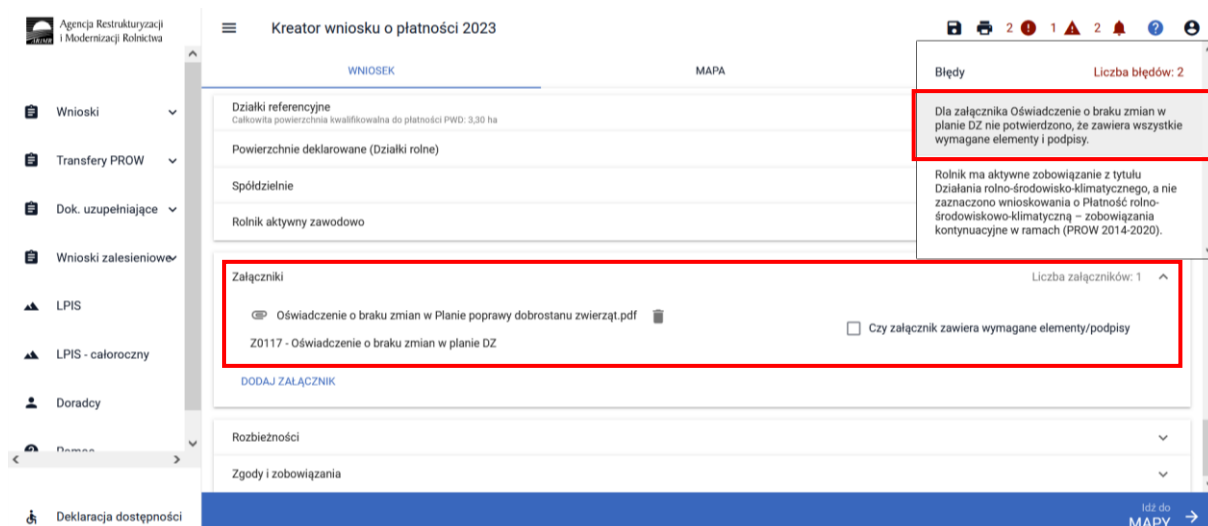 Agencja Restrukturyzacji
i Modernizacji Rolnictwa
Kreator wniosku o płatności 2023
2 1 2
WNIOSEK
MAPA
Błędy
Liczba błędów: 2
Dla załącznika Oświadczenie o braku zmian w
planie DZ nie potwierdzono, że zawiera wszystkie
wymagane elementy i podpisy.
Rolnik ma aktywne zobowiązanie z tytułu
Działania rolno-środowisko-klimatycznego, a nie
zaznaczono wnioskowania o Płatność rolno-
środowiskowo-klimatyczną – zobowiązania
kontynuacyjne w ramach (PROW 2014-2020).
Wnioski
Transfery PROW
Dok. uzupełniające
Wnioski zalesieniowe
LPIS
LPIS - całoroczny
Doradcy
Pomoc
Deklaracja dostępności
Działki referencyjne
Całkowita powierzchnia kwalifikowalna do płatności PWD: 3,30 ha
Powierzchnie deklarowane (Działki rolne)
Spółdzielnie
Rolnik aktywny zawodowo
Załączniki
Liczba załączników: 1
Oświadczenie o braku zmian w Planie poprawy dobrostanu zwierząt.pdf
Z0117 - Oświadczenie o braku zmian w planie DZ
Czy załącznik zawiera wymagane elementy/podpisy
DODAJ ZAŁĄCZNIK
Rozbieżności
Zgody i zobowiązania
Idź do
MAPY